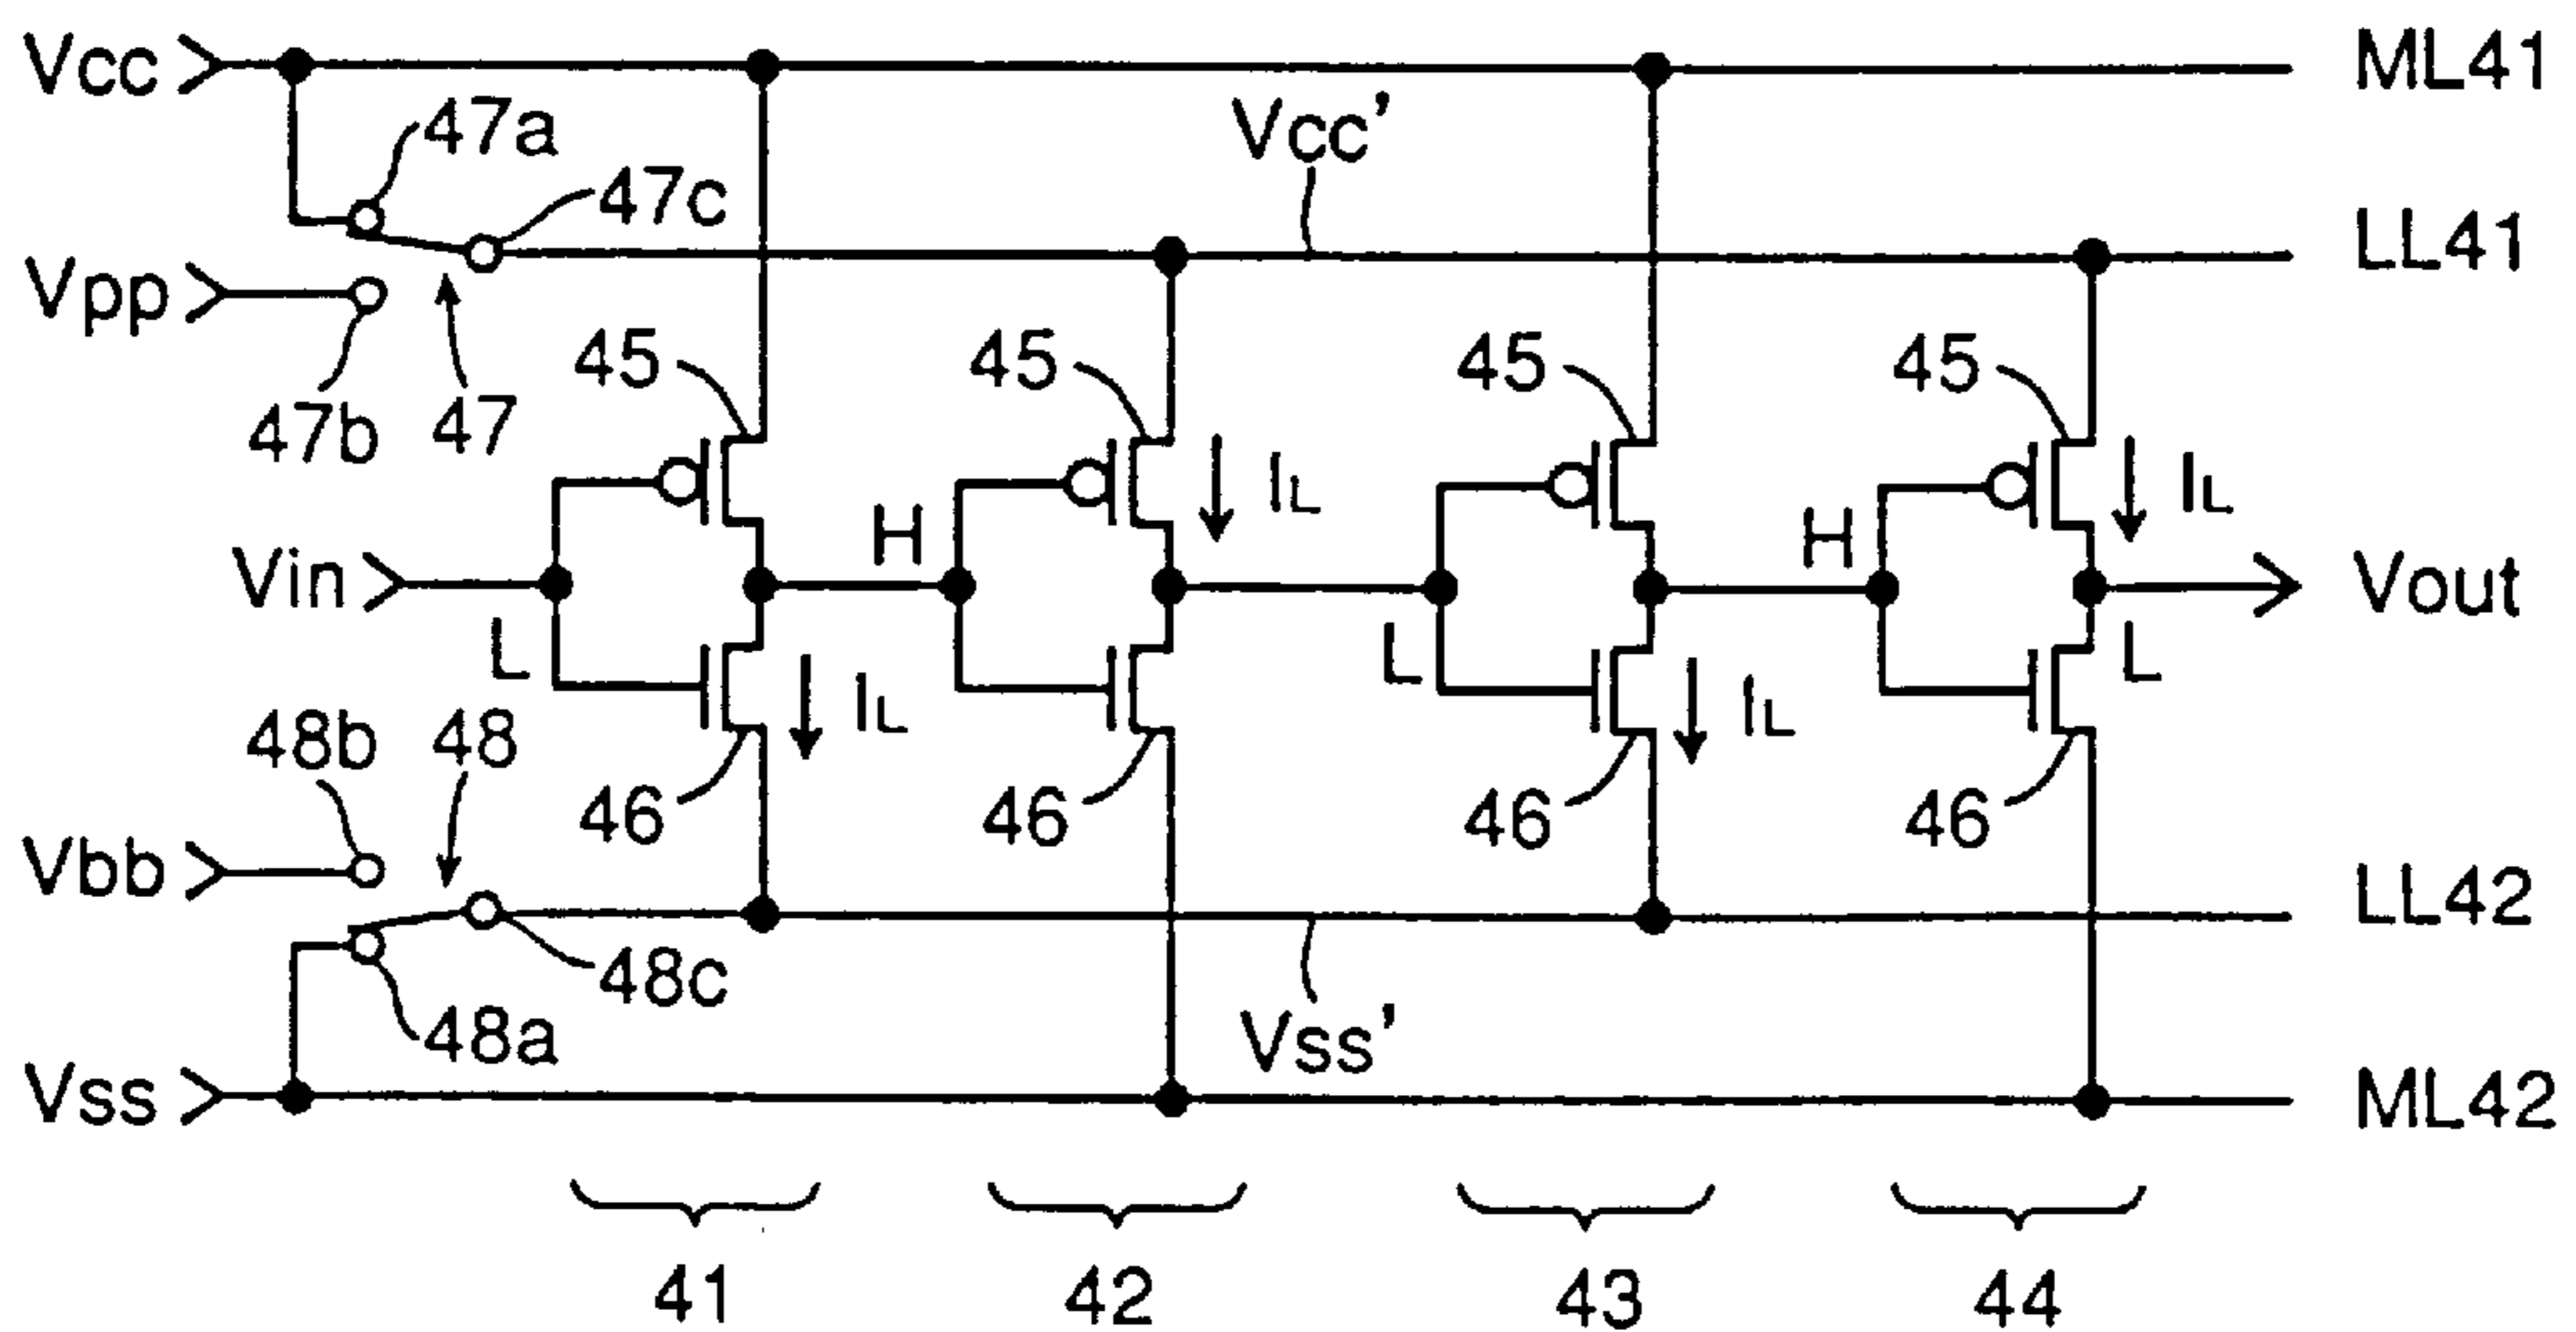 Vcc ML41
47a Vcc'
47c
Vpp LL41
47b 47 45 45 45 45
H IL H IL
Vin Vout
L L L
48b 48 IL IL
46 46 46 46
Vbb LL42
48c
48a Vss'
Vss ML42
41 42 43 44